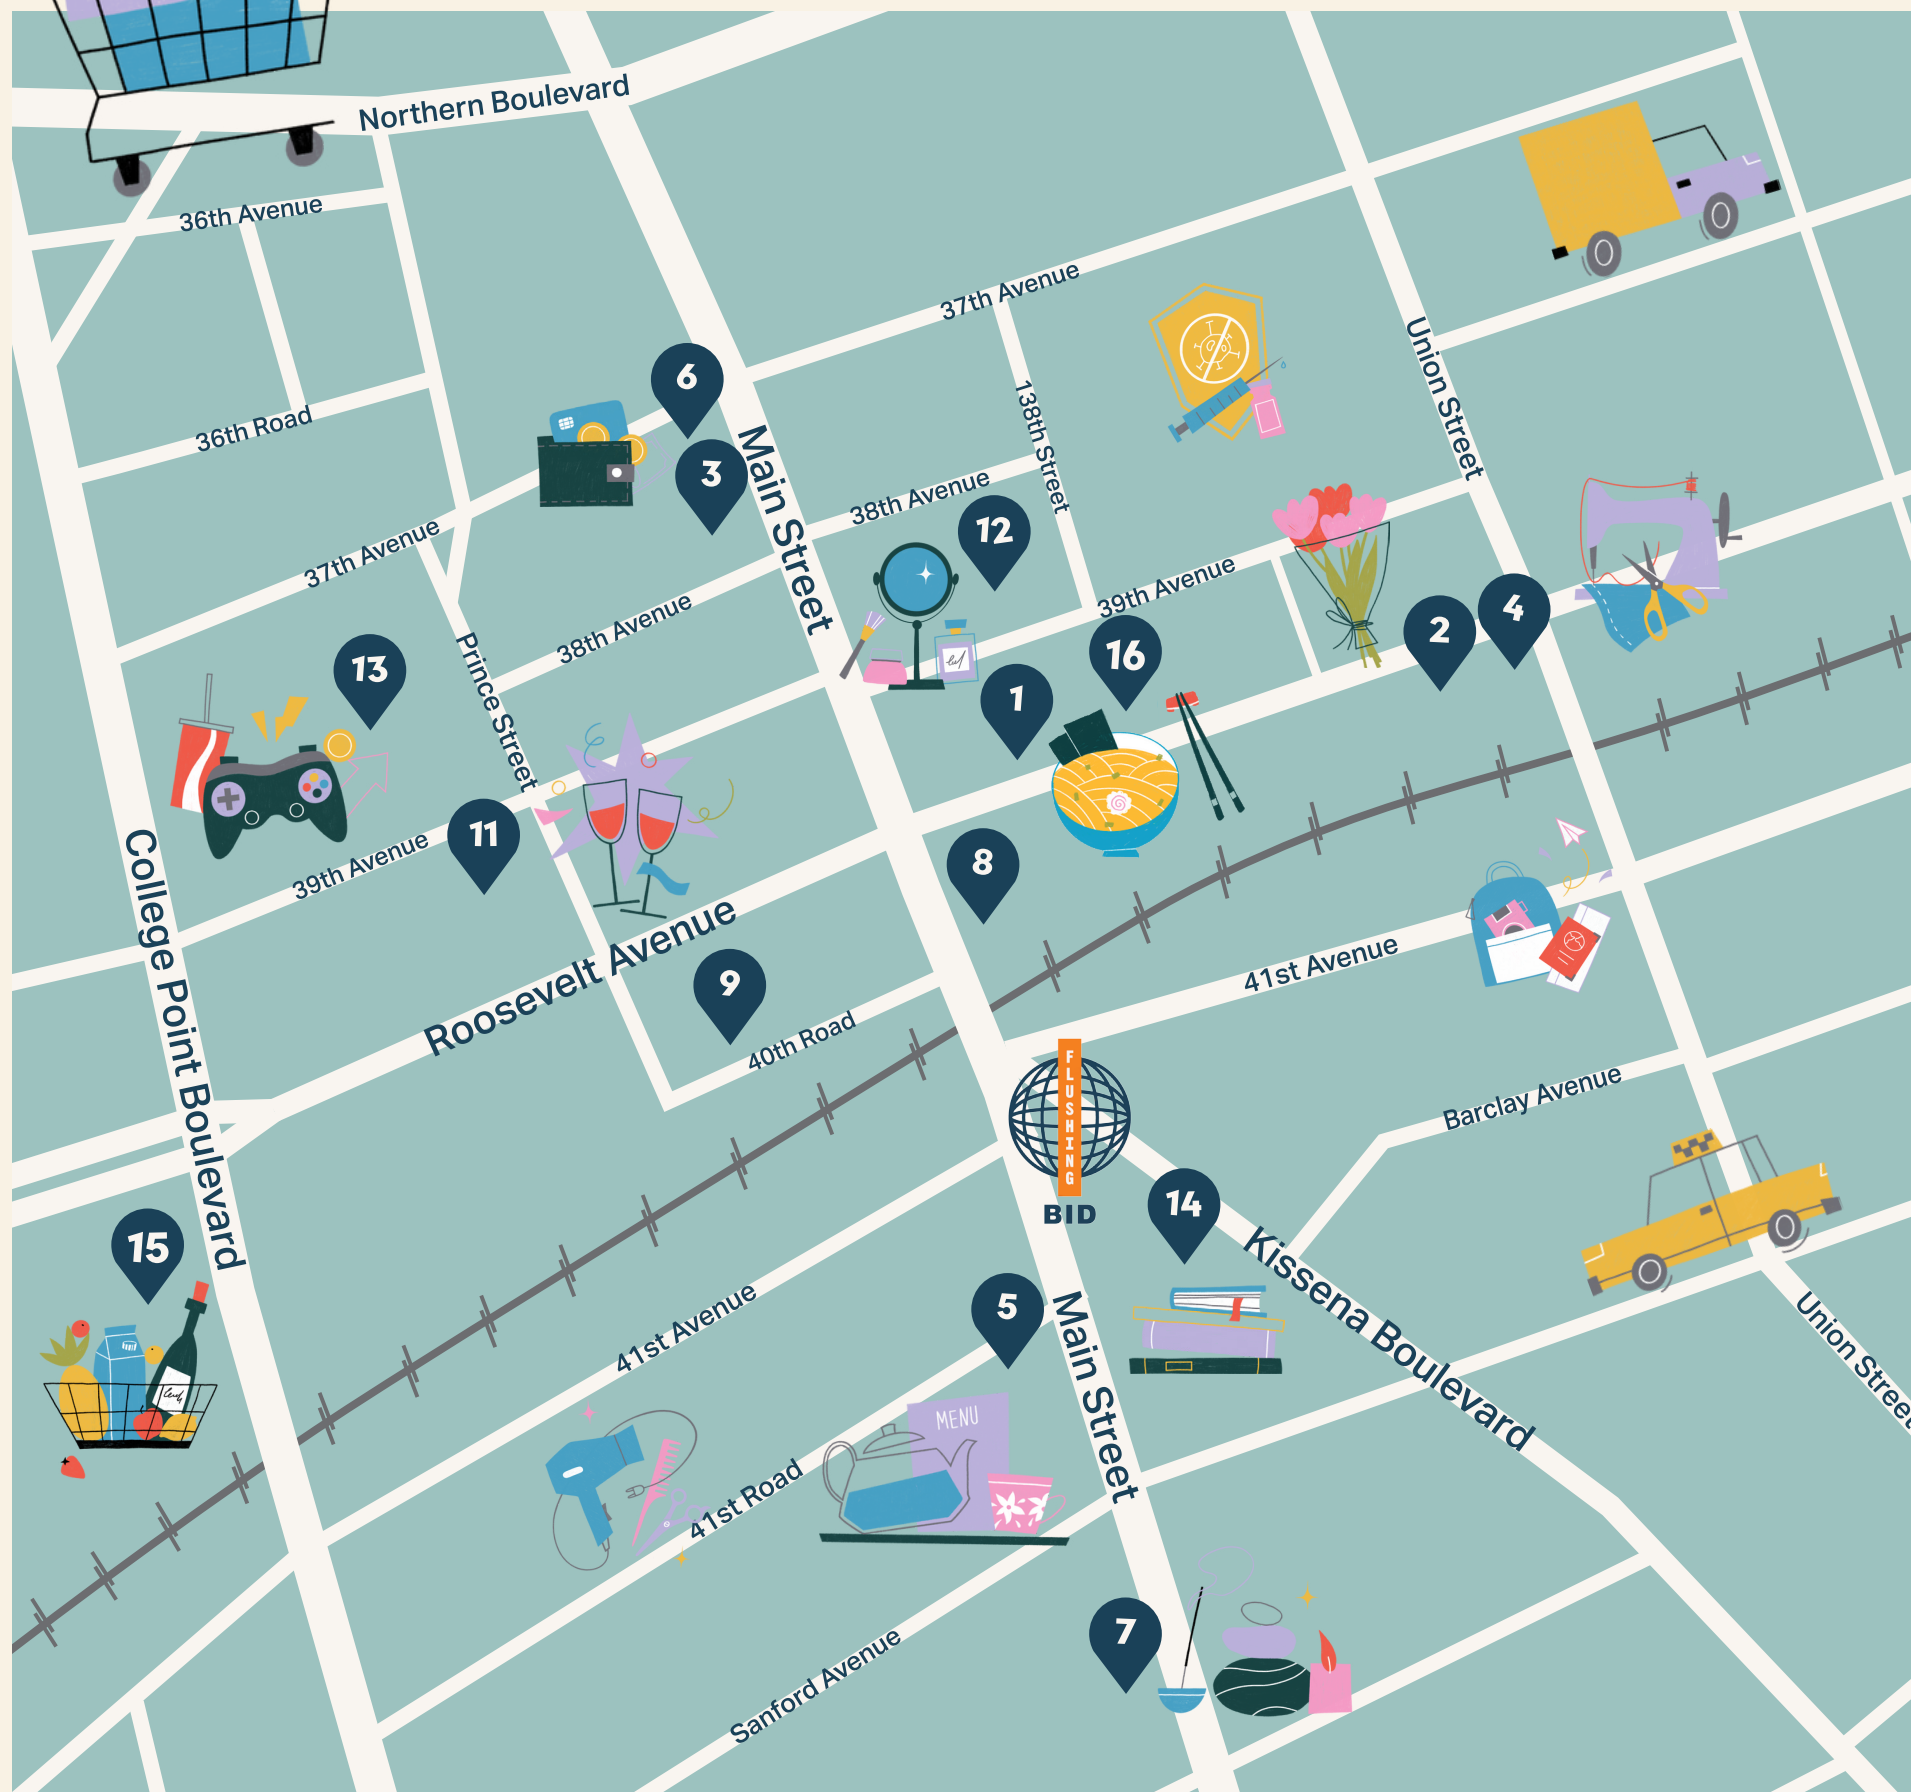 Northern Boulevard
36th Avenue
37th Avenue
Union Street
36th Road
138th Street
6
Main Street
3
38th Avenue
12
37th Avenue
39th Avenue
4
2
38th Avenue
16
13
Prince Street
1
11
39th Avenue
8
College Point Boulevard
Roosevelt Avenue
9
41st Avenue
40th Road
FLUSHING
BID
Barclay Avenue
14
15
Kissena Boulevard
5
41st Avenue
Main Street
Union Street
MENU
41st Road
7
Sanford Avenue